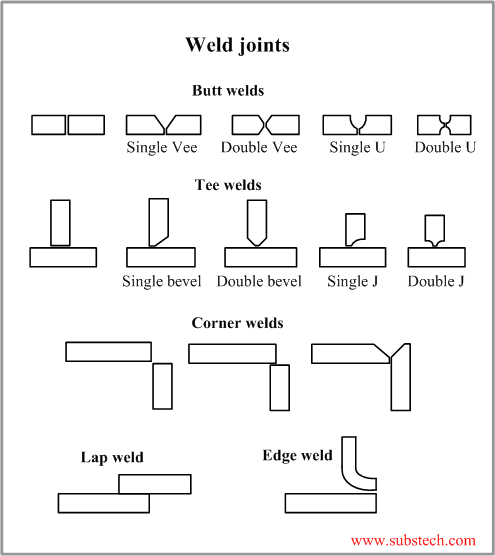 Weld joints
Butt welds
Single Vee Double Vee Single U Double U
Tee welds
Single bevel Double bevel Single J Double J
Corner welds
Lap weld Edge weld
www.substech.com